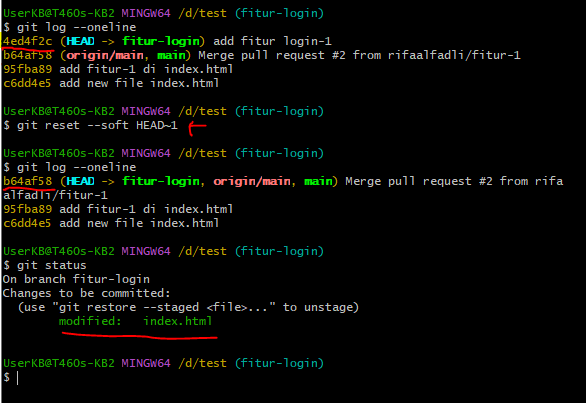 UserKB@T460s-KB2 MINGW64 /d/test (fitur-login)
$ git log --oneline
4ed4f2c (HEAD -> fitur-login) add fitur login-1
b64af58 (origin/main, main) Merge pull request #2 from rifaalfadli/fitur-1
95fba89 add fitur-1 di index.html
c6dd4e5 add new file index.html
UserKB@T460s-KB2 MINGW64 /d/test (fitur-login)
$ git reset --soft HEAD~1
UserKB@T460s-KB2 MINGW64 /d/test (fitur-login)
$ git log --oneline
b64af58 (HEAD -> fitur-login, origin/main, main) Merge pull request #2 from rifa
alfadli/fitur-1
95fba89 add fitur-1 di index.html
c6dd4e5 add new file index.html
UserKB@T460s-KB2 MINGW64 /d/test (fitur-login)
$ git status
On branch fitur-login
Changes to be committed:
  (use "git restore --staged <file>..." to unstage)
        modified:   index.html
UserKB@T460s-KB2 MINGW64 /d/test (fitur-login)
$